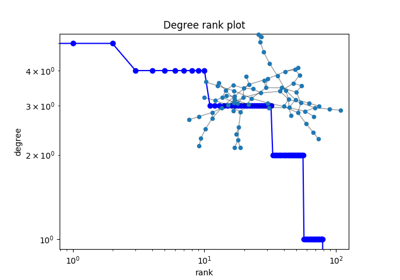 Degree rank plot
4 × 10⁰
3 × 10⁰
2 × 10⁰
10⁰
degree
10⁰ 10¹ 10²
rank